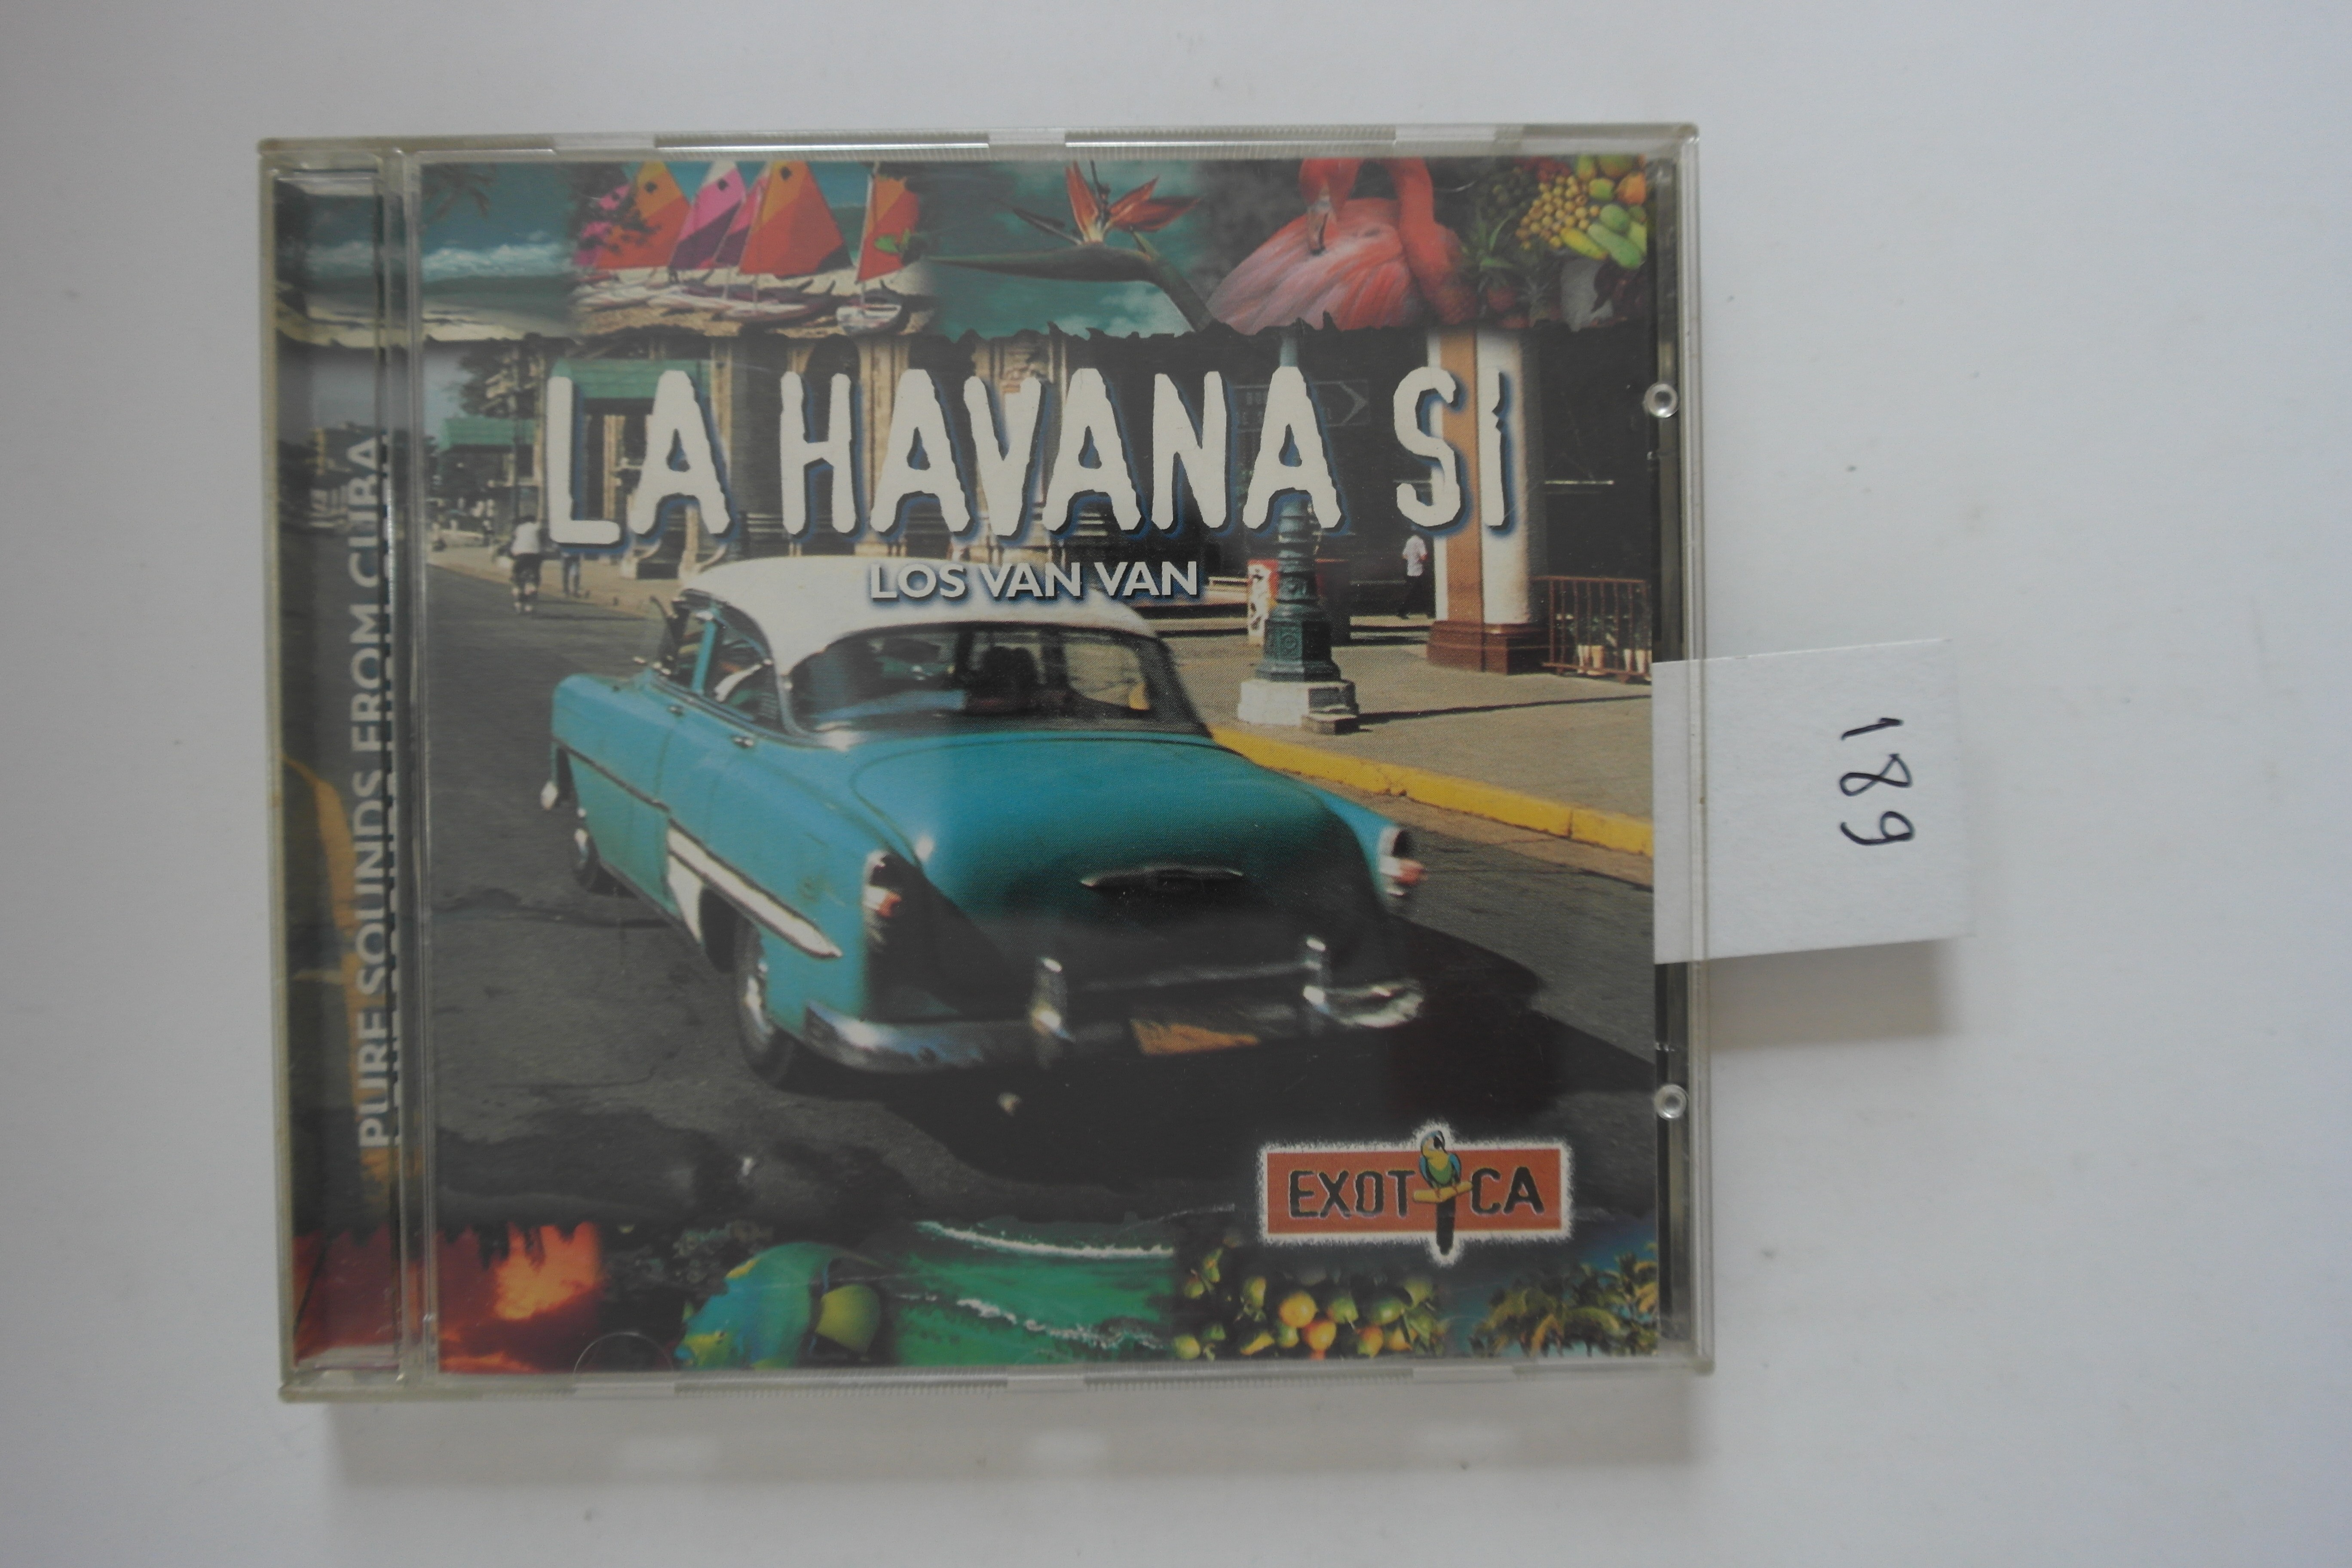 LA HAVANA SI
LOS VAN VAN
PURE SOUNDS FROM CUBA
EXOTICA
189